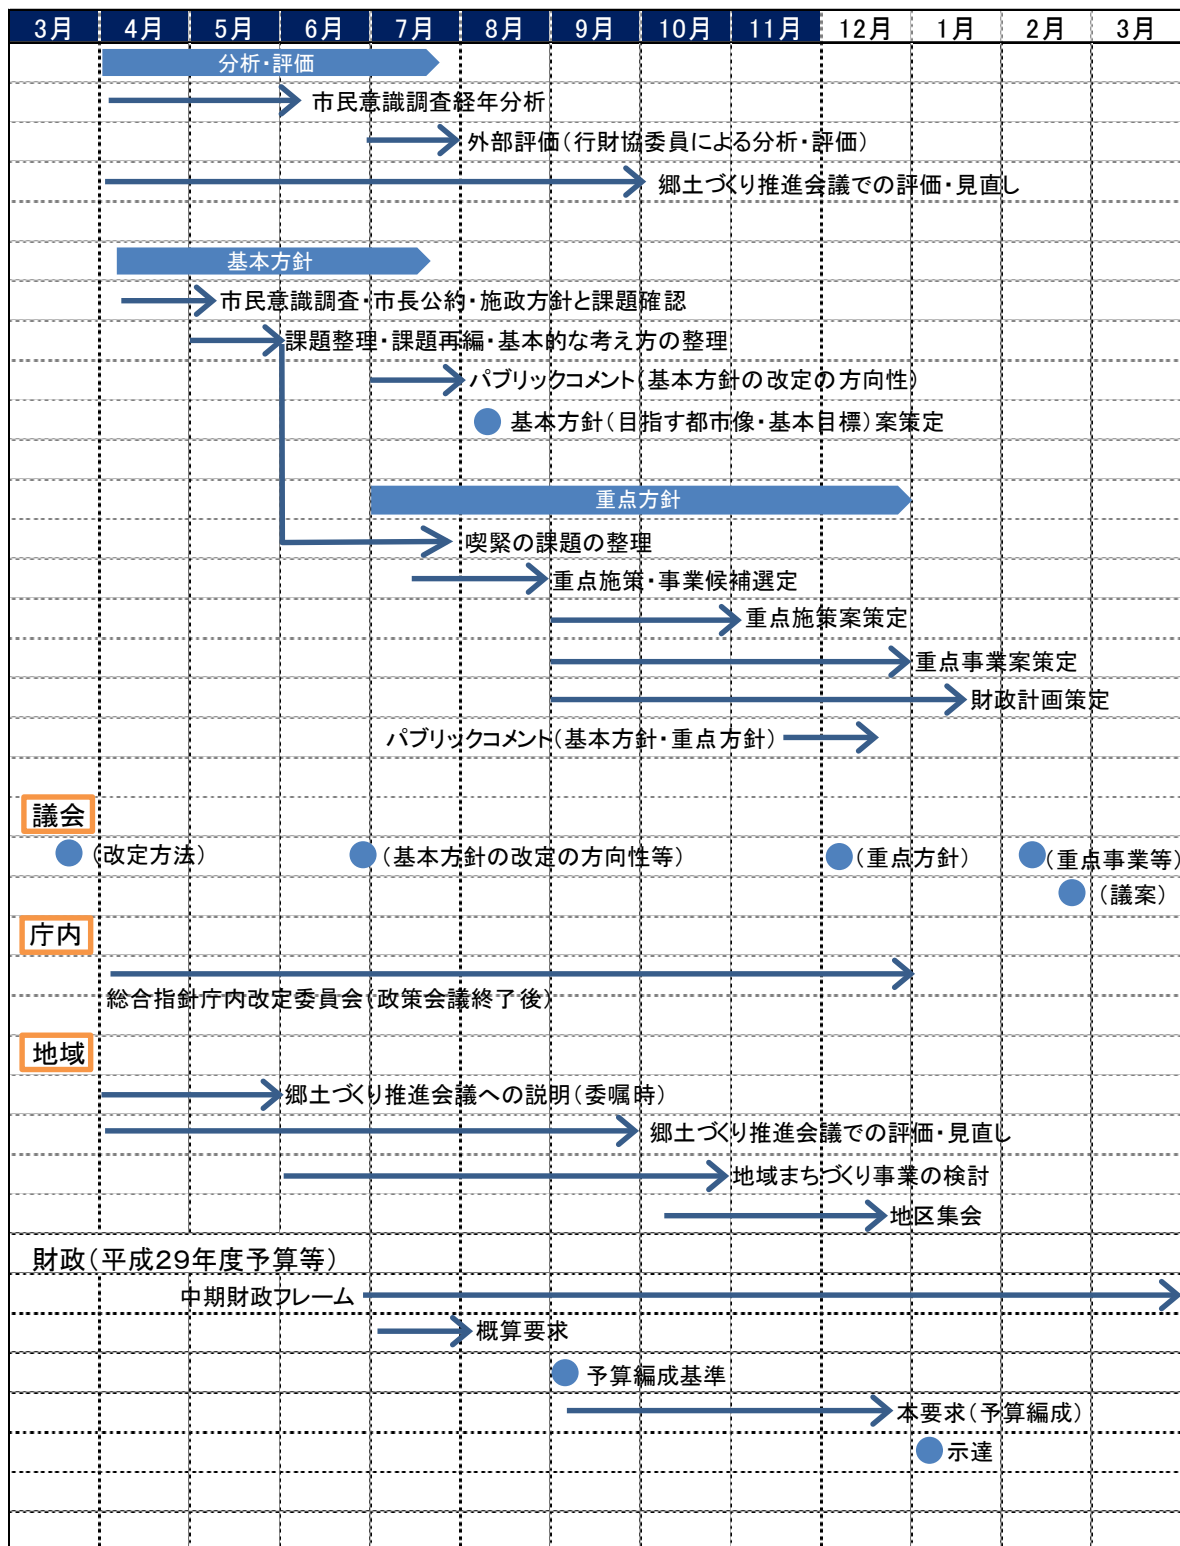 3月 4月 5月 6月 7月 8月 9月 10月 11月 12月 1月 2月 3月
分析・評価
市民意識調査経年分析
外部評価（行財協委員による分析・評価）
郷土づくり推進会議での評価・見直し
基本方針
市民意識調査・市長公約・施政方針と課題確認
課題整理・課題再編・基本的な考え方の整理
パブリックコメント（基本方針の改定の方向性）
基本方針（目指す都市像・基本目標）案策定
重点方針
喫緊の課題の整理
重点施策・事業候補選定
重点施策案策定
重点事業案策定
財政計画策定
パブリックコメント（基本方針・重点方針）
議会
（改定方法） （基本方針の改定の方向性等） （重点方針） （重点事業等）
（議案）
庁内
総合指針庁内改定委員会（政策会議終了後）
地域
郷土づくり推進会議への説明（委嘱時）
郷土づくり推進会議での評価・見直し
地域まちづくり事業の検討
地区集会
財政（平成２９年度予算等）
中期財政フレーム
概算要求
予算編成基準
本要求（予算編成）
示達